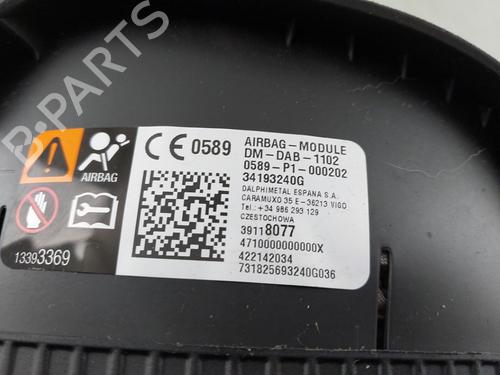 B-PARTS
AIRBAG
13393369
CE 0589
AIRBAG-MODULE
DM-DAB-1102
0589-P1-000202
34193240G
DALPHIMETAL ESPANA S.A.
CARAMUXO 35 E-36213 VIGO
Tel.:+34 986 293 129
CZESTOCHOWA
39118077
4710000000000X
422142034
731825693240G036